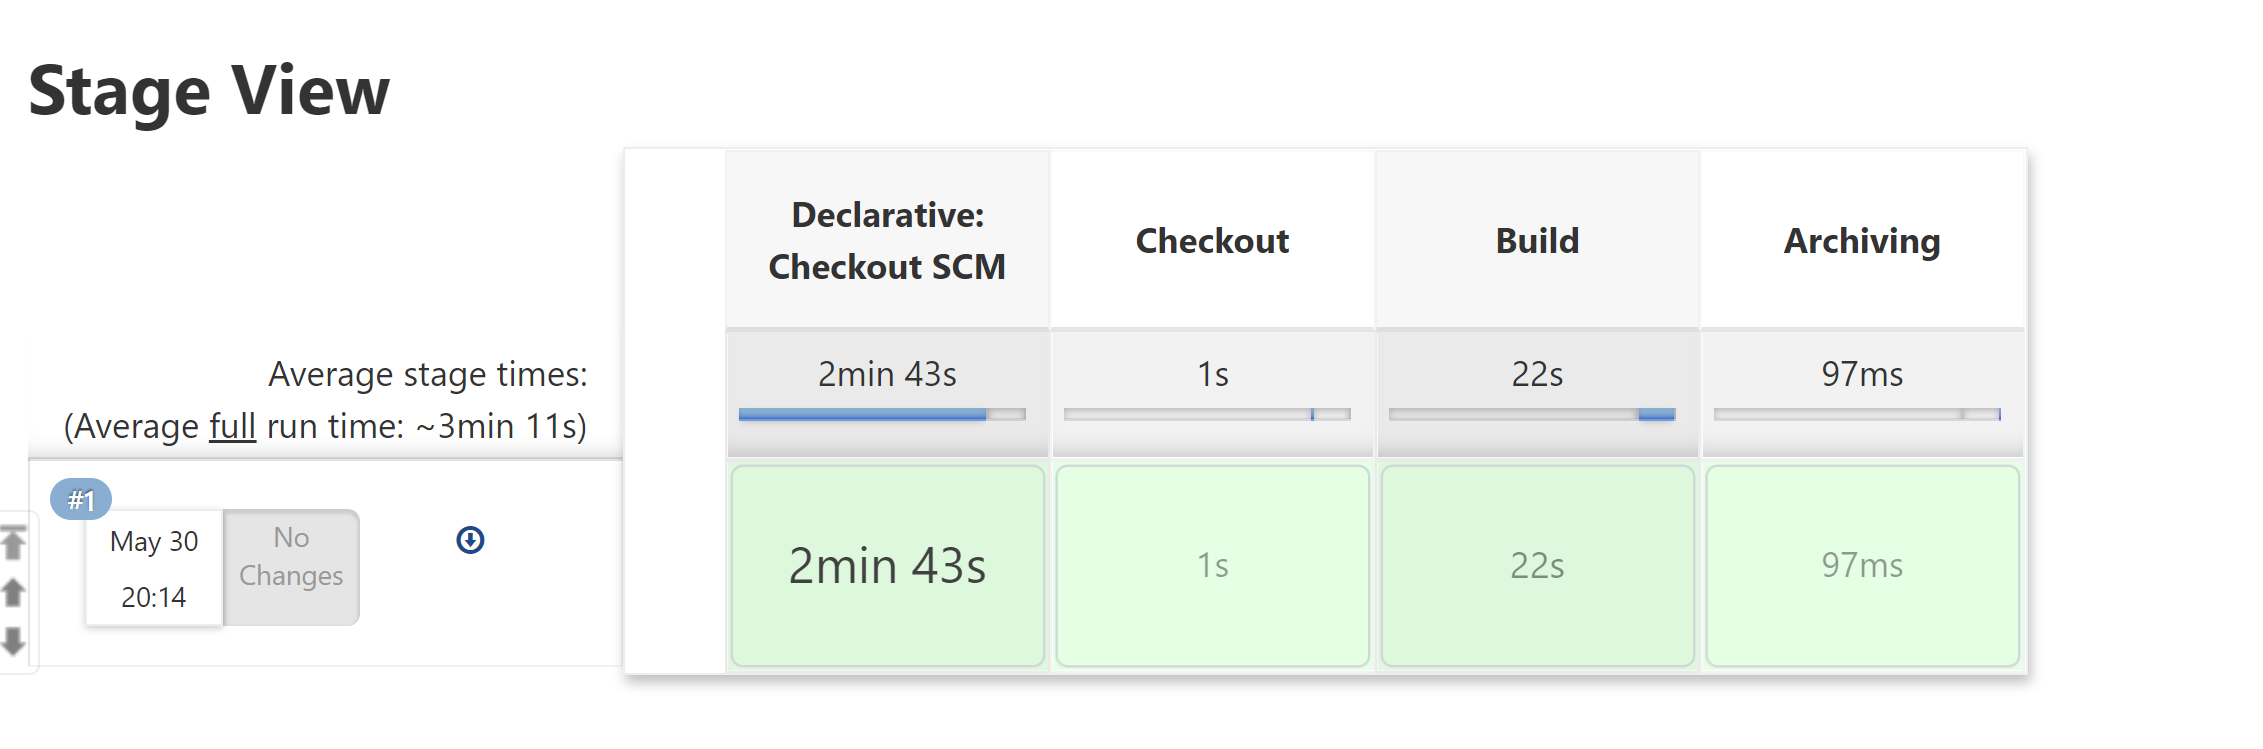 Stage View
Declarative:
Checkout SCM
Checkout
Build
Archiving
Average stage times:
(Average full run time: ~3min 11s)
2min 43s
1s
22s
97ms
#1
May 30
20:14
No
Changes
2min 43s
1s
22s
97ms